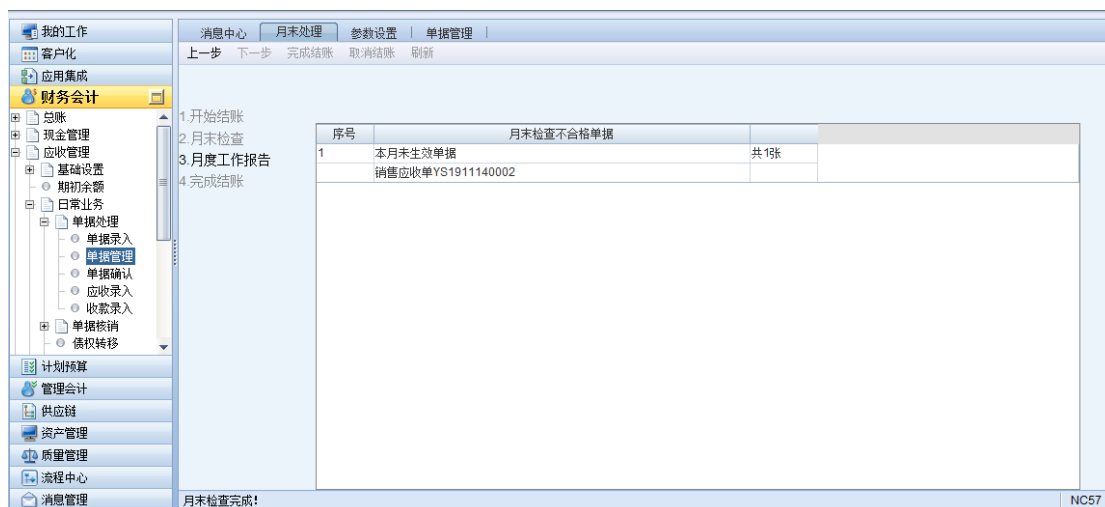 我的工作
客户化
应用集成
财务会计
总账
现金管理
应收管理
基础设置
期初余额
日常业务
单据处理
单据录入
单据管理
单据确认
应收录入
收款录入
单据核销
债权转移
计划预算
管理会计
供应链
资产管理
质量管理
流程中心
消息管理
消息中心 月末处理 参数设置 单据管理
上一步 下一步 完成结账 取消结账 刷新
1.开始结账
2.月末检查
3.月度工作报告
4.完成结账
序号 月末检查不合格单据
1 本月未生效单据 共1张
销售应收单YS1911140002
月末检查完成! NC57